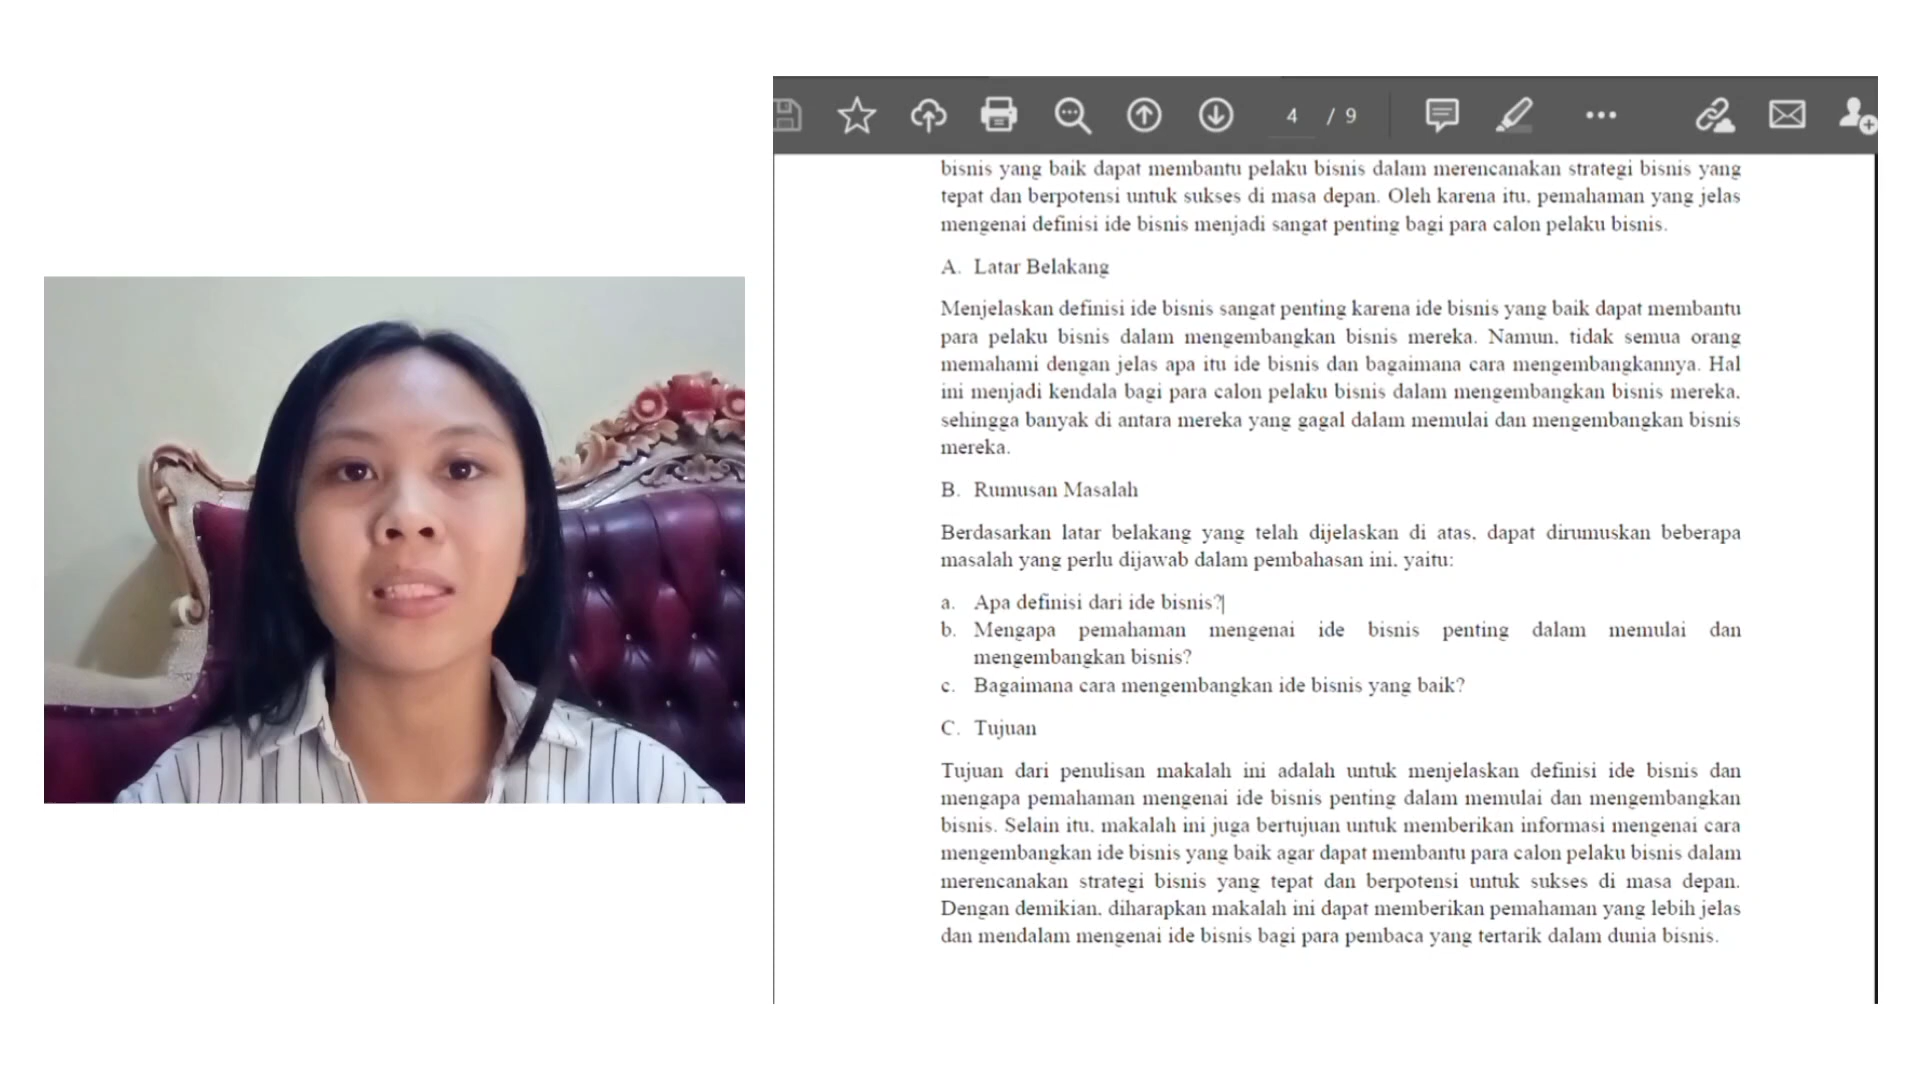 4 / 9
bisnis yang baik dapat membantu pelaku bisnis dalam merencanakan strategi bisnis yang
tepat dan berpotensi untuk sukses di masa depan. Oleh karena itu, pemahaman yang jelas
mengenai definisi ide bisnis menjadi sangat penting bagi para calon pelaku bisnis.
A. Latar Belakang
Menjelaskan definisi ide bisnis sangat penting karena ide bisnis yang baik dapat membantu
para pelaku bisnis dalam mengembangkan bisnis mereka. Namun, tidak semua orang
memahami dengan jelas apa itu ide bisnis dan bagaimana cara mengembangkannya. Hal
ini menjadi kendala bagi para calon pelaku bisnis dalam mengembangkan bisnis mereka,
sehingga banyak di antara mereka yang gagal dalam memulai dan mengembangkan bisnis
mereka.
B. Rumusan Masalah
Berdasarkan latar belakang yang telah dijelaskan di atas, dapat dirumuskan beberapa
masalah yang perlu dijawab dalam pembahasan ini, yaitu:
a. Apa definisi dari ide bisnis?
b. Mengapa pemahaman mengenai ide bisnis penting dalam memulai dan
mengembangkan bisnis?
c. Bagaimana cara mengembangkan ide bisnis yang baik?
C. Tujuan
Tujuan dari penulisan makalah ini adalah untuk menjelaskan definisi ide bisnis dan
mengapa pemahaman mengenai ide bisnis penting dalam memulai dan mengembangkan
bisnis. Selain itu, makalah ini juga bertujuan untuk memberikan informasi mengenai cara
mengembangkan ide bisnis yang baik agar dapat membantu para calon pelaku bisnis dalam
merencanakan strategi bisnis yang tepat dan berpotensi untuk sukses di masa depan.
Dengan demikian, diharapkan makalah ini dapat memberikan pemahaman yang lebih jelas
dan mendalam mengenai ide bisnis bagi para pembaca yang tertarik dalam dunia bisnis.